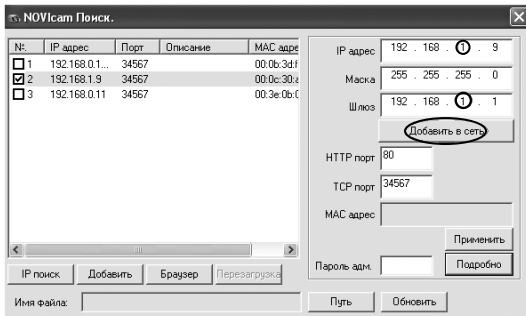 NOVIcam Поиск.
№. IP адрес Порт Описание MAC адре
1 192.168.0.1... 34567 00:0b:3d:f
2 192.168.1.9 34567 00:0c:30:a
3 192.168.0.11 34567 00:3e:0b:0
IP адрес 192 . 168 . 1 . 9
Маска 255 . 255 . 255 . 0
Шлюз 192 . 168 . 1 . 1
Добавить в сеть
HTTP порт 80
TCP порт 34567
MAC адрес
Применить
Пароль адм. Подробно
IP поиск Добавить Браузер Перезагрузка
Имя файла: Путь Обновить